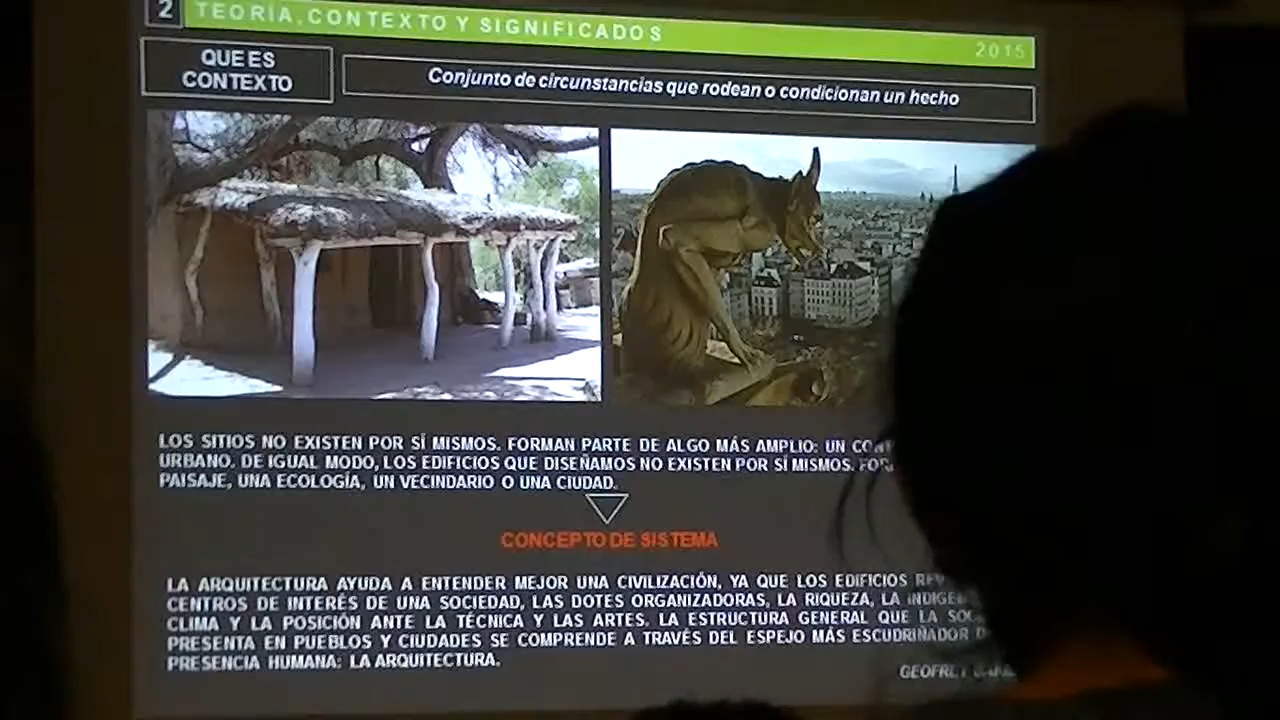 2 TEORÍA, CONTEXTO Y SIGNIFICADOS 2015
QUE ES
CONTEXTO
Conjunto de circunstancias que rodean o condicionan un hecho
LOS SITIOS NO EXISTEN POR SÍ MISMOS. FORMAN PARTE DE ALGO MÁS AMPLIO: UN
URBANO. DE IGUAL MODO, LOS EDIFICIOS QUE DISEÑAMOS NO EXISTEN POR SÍ MISMOS.
PAISAJE, UNA ECOLOGÍA, UN VECINDARIO O UNA CIUDAD.
CONCEPTO DE SISTEMA
LA ARQUITECTURA AYUDA A ENTENDER MEJOR UNA CIVILIZACIÓN, YA QUE LOS EDIFICIOS
CENTROS DE INTERÉS DE UNA SOCIEDAD, LAS DOTES ORGANIZADORAS, LA RIQUEZA, LA
CLIMA Y LA POSICIÓN ANTE LA TÉCNICA Y LAS ARTES. LA ESTRUCTURA GENERAL QUE LA
PRESENTA EN PUEBLOS Y CIUDADES SE COMPRENDE A TRAVÉS DEL ESPEJO MÁS ESCUDRIÑADOR
PRESENCIA HUMANA: LA ARQUITECTURA.